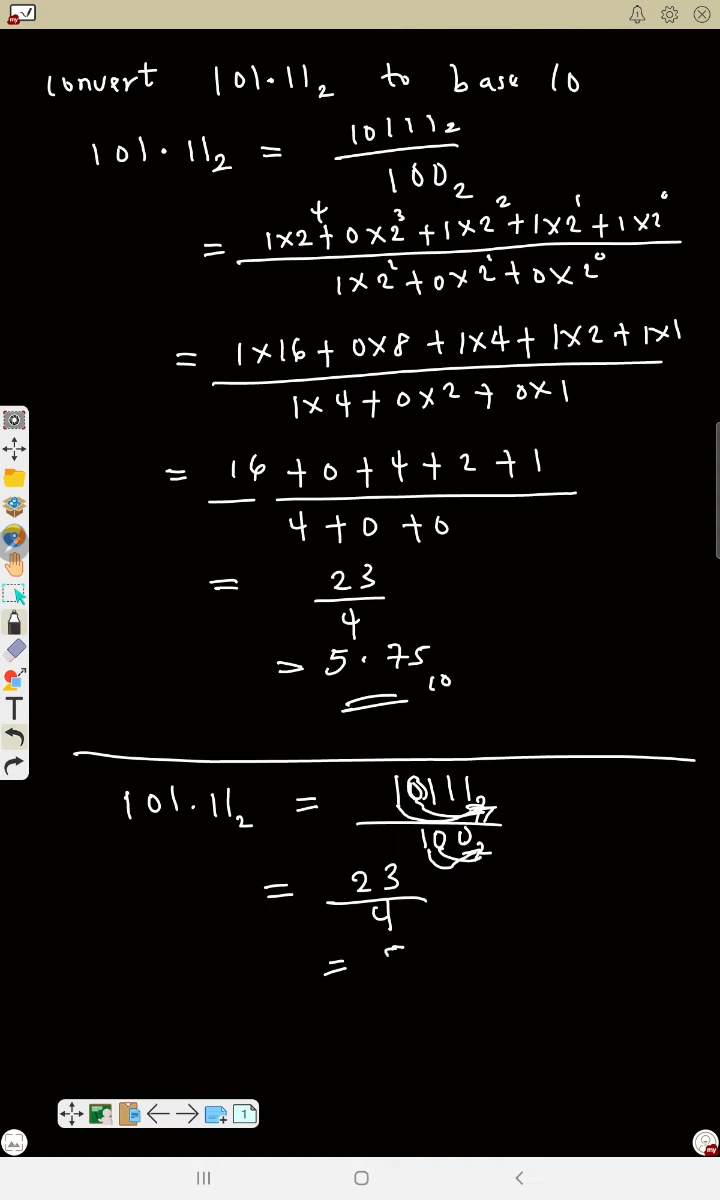 convert 101.11₂ to base 10
101.11₂ = 10111₂ / 100₂
= 1×2⁴ + 0×2³ + 1×2² + 1×2¹ + 1×2⁰ / 1×2² + 0×2¹ + 0×2⁰
= 1×16 + 0×8 + 1×4 + 1×2 + 1×1 / 1×4 + 0×2 + 0×1
= 16 + 0 + 4 + 2 + 1 / 4 + 0 + 0
= 23 / 4
= 5.75₁₀
101.11₂ = 10111₂ / 100₂
= 23 / 4
=
T
1